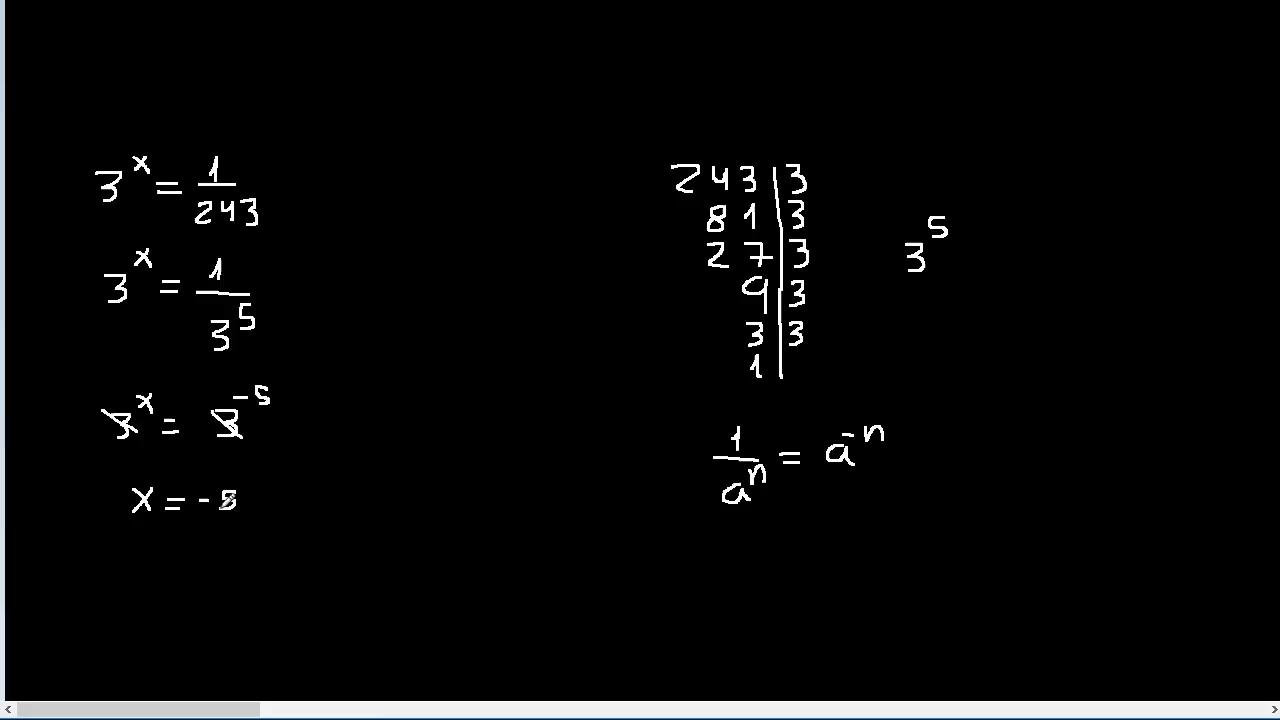 3^x = 1/243
3^x = 1/3^5
3^x = 3^-5
x = -5
243 | 3
81 | 3
27 | 3
9 | 3
3 | 3
1 |
3^5
1/a^n = a^-n